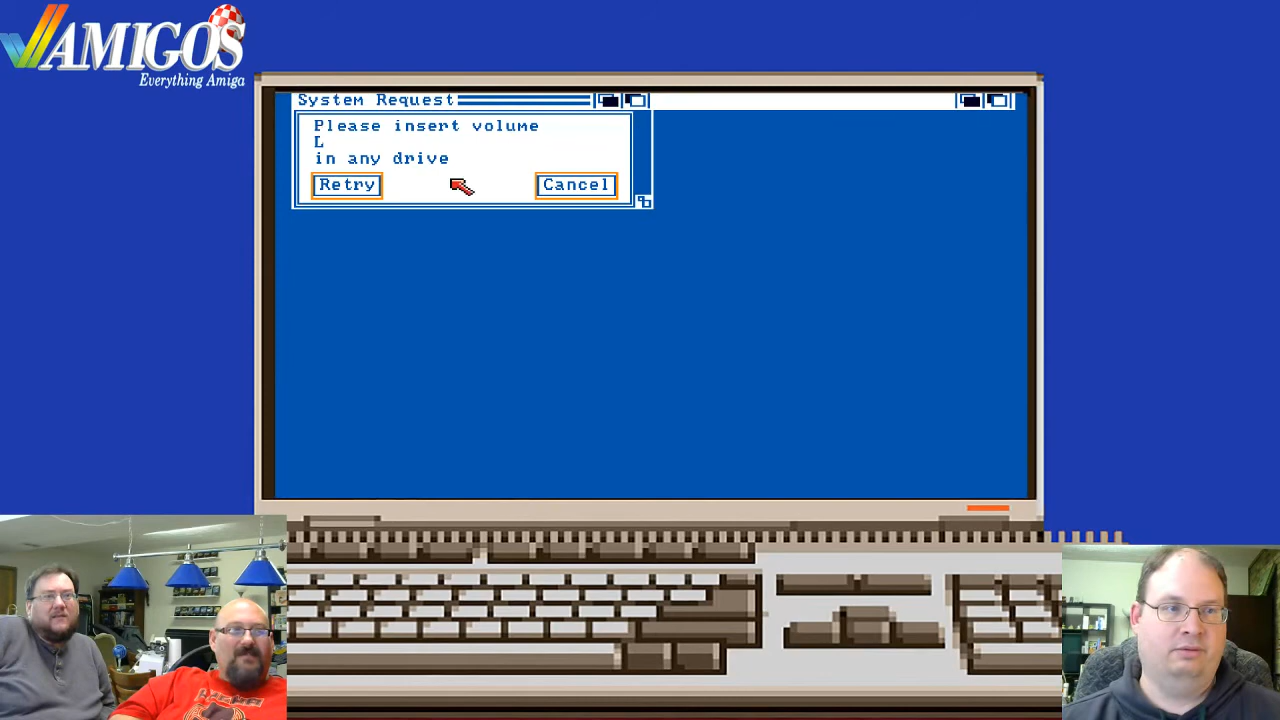 AMIGOS
Everything Amiga
System Request
Please insert volume
L
in any drive
Retry
Cancel